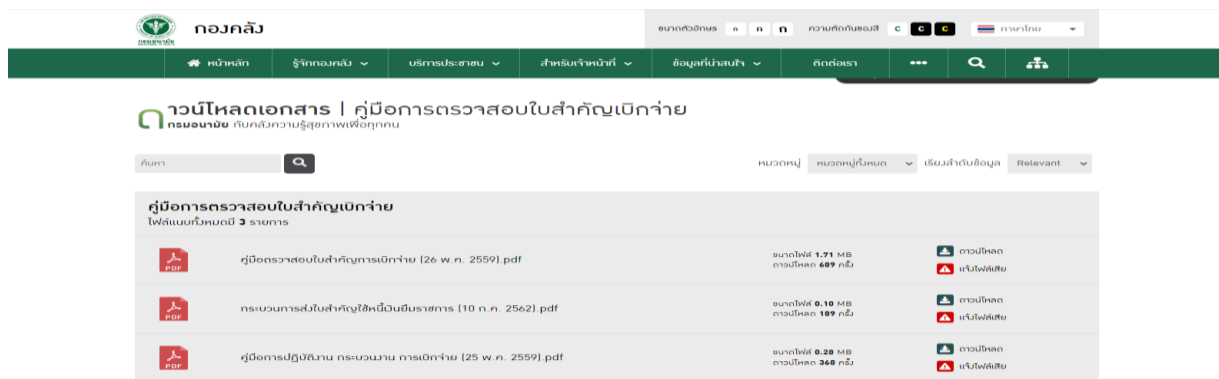 กองคลัง
ขนาดตัวอักษร ก ก ก ความตัดกันของสี C C C ภาษาไทย
กรมอนามัย
หน้าหลัก รู้จักกองคลัง บริการประชาชน สำหรับเจ้าหน้าที่ ข้อมูลที่น่าสนใจ ติดต่อเรา
ดาวน์โหลดเอกสาร | คู่มือการตรวจสอบใบสำคัญเบิกจ่าย
กรมอนามัย กับคลังความรู้สุขภาพเพื่อทุกคน
ค้นหา หมวดหมู่ หมวดหมู่ทั้งหมด เรียงลำดับข้อมูล Relevant
คู่มือการตรวจสอบใบสำคัญเบิกจ่าย
ไฟล์แนบทั้งหมดมี 3 รายการ
PDF คู่มือตรวจสอบใบสำคัญการเบิกจ่าย (26 พ.ค. 2559).pdf ขนาดไฟล์ 1.71 MB ดาวน์โหลด
ดาวน์โหลด 689 ครั้ง แจ้งไฟล์เสีย
PDF กระบวนการส่งใบสำคัญใช้หนี้เงินยืมราชการ (10 ก.ค. 2562).pdf ขนาดไฟล์ 0.10 MB ดาวน์โหลด
ดาวน์โหลด 189 ครั้ง แจ้งไฟล์เสีย
PDF คู่มือการปฏิบัติงาน กระบวนงาน การเบิกจ่าย (25 พ.ค. 2559).pdf ขนาดไฟล์ 0.28 MB ดาวน์โหลด
ดาวน์โหลด 368 ครั้ง แจ้งไฟล์เสีย